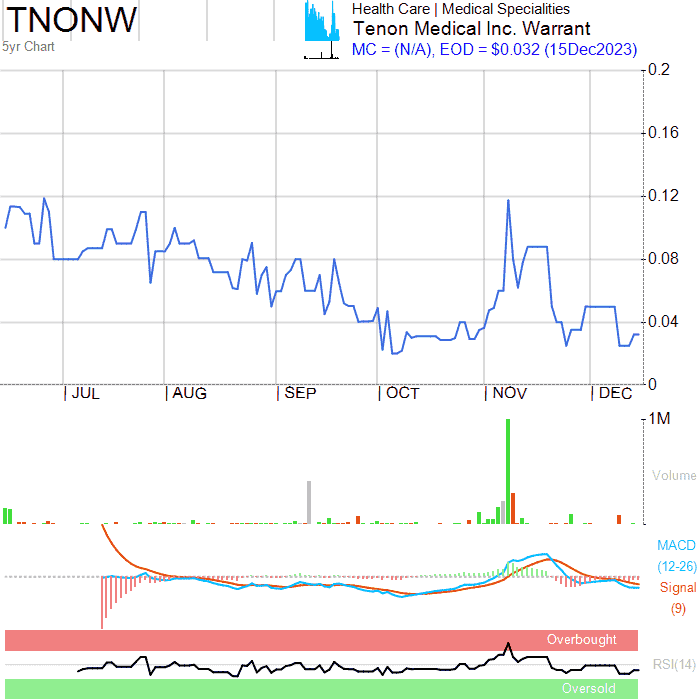 TNONW
5yr Chart
Health Care | Medical Specialities
Tenon Medical Inc. Warrant
MC = (N/A), EOD = $0.032 (15Dec2023)
0.2
0.16
0.12
0.08
0.04
0
| JUL | AUG | SEP | OCT | NOV | DEC
1M
Volume
MACD
(12-26)
Signal
(9)
Overbought
RSI(14)
Oversold